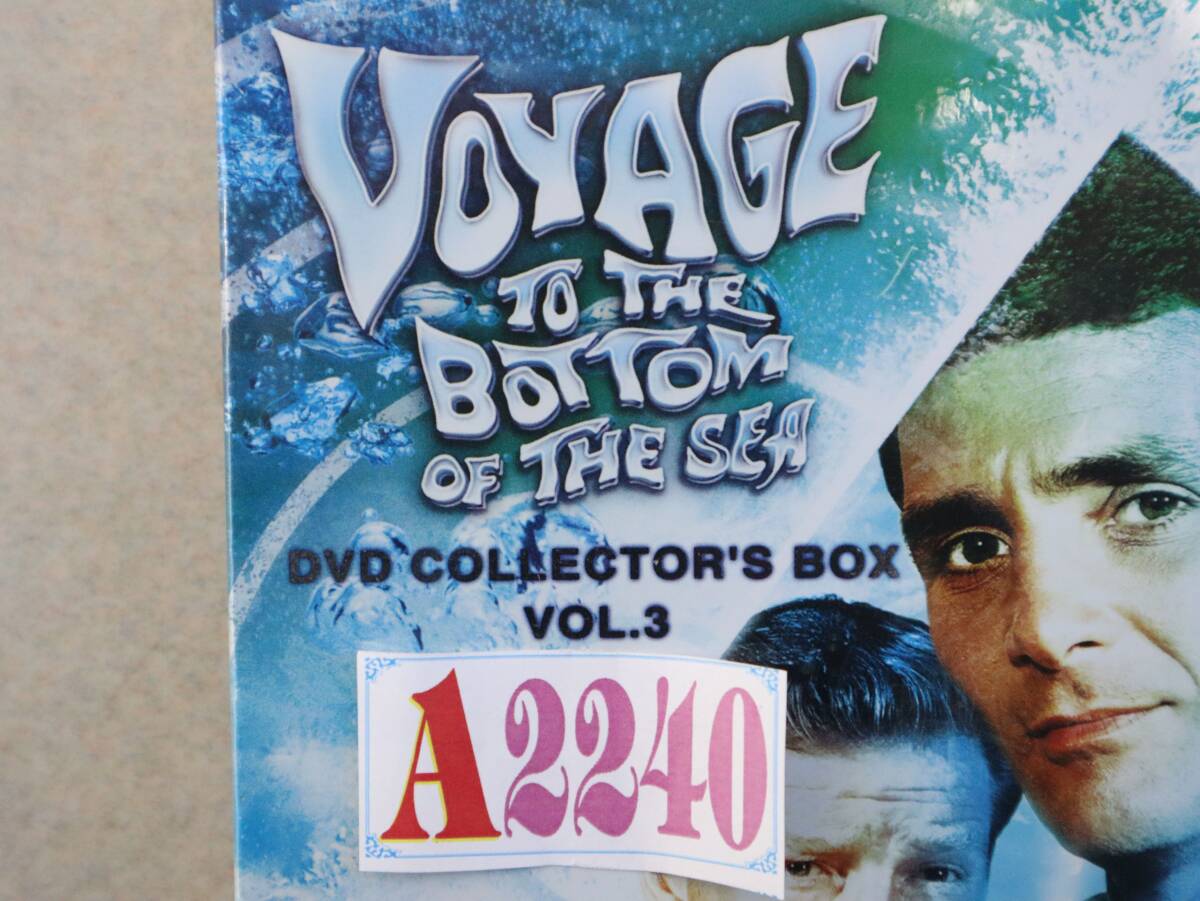 VOYAGE
TO THE
BOTTOM
OF THE SEA
DVD COLLECTOR'S BOX
VOL.3
A2240